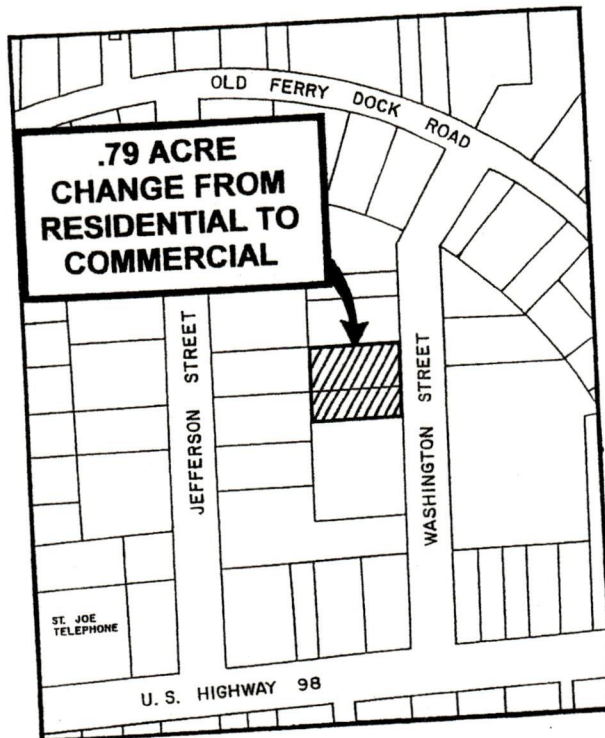 OLD FERRY DOCK ROAD
.79 ACRE
CHANGE FROM
RESIDENTIAL TO
COMMERCIAL
JEFFERSON STREET
WASHINGTON STREET
ST. JOE
TELEPHONE
U. S. HIGHWAY 98